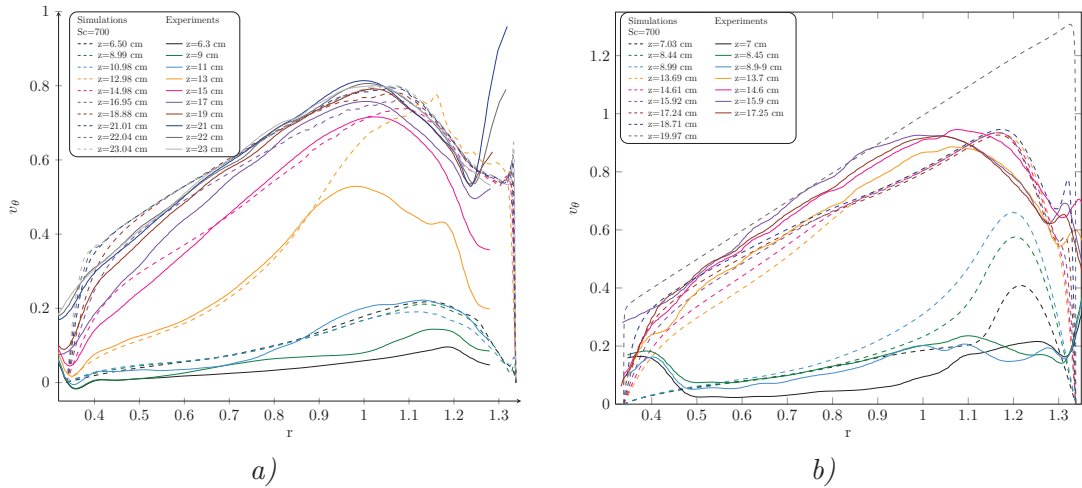 Simulations Experiments
Sc=700
z=6.50 cm z=6.3 cm
z=8.99 cm z=9 cm
z=10.98 cm z=11 cm
z=12.98 cm z=13 cm
z=14.98 cm z=15 cm
z=16.95 cm z=17 cm
z=18.88 cm z=19 cm
z=21.01 cm z=21 cm
z=22.04 cm z=22 cm
z=23.04 cm z=23 cm
1
0.8
0.6
0.4
0.2
0
v_θ
0.4 0.5 0.6 0.7 0.8 0.9 1 1.1 1.2 1.3
r
a)
Simulations Experiments
Sc=700
z=7.03 cm z=7 cm
z=8.44 cm z=8.45 cm
z=8.99 cm z=8.9-9 cm
z=13.69 cm z=13.7 cm
z=14.61 cm z=14.6 cm
z=15.92 cm z=15.9 cm
z=17.24 cm z=17.25 cm
z=18.71 cm
z=19.97 cm
1.2
1
0.8
0.6
0.4
0.2
0
v_θ
0.4 0.5 0.6 0.7 0.8 0.9 1 1.1 1.2 1.3
r
b)